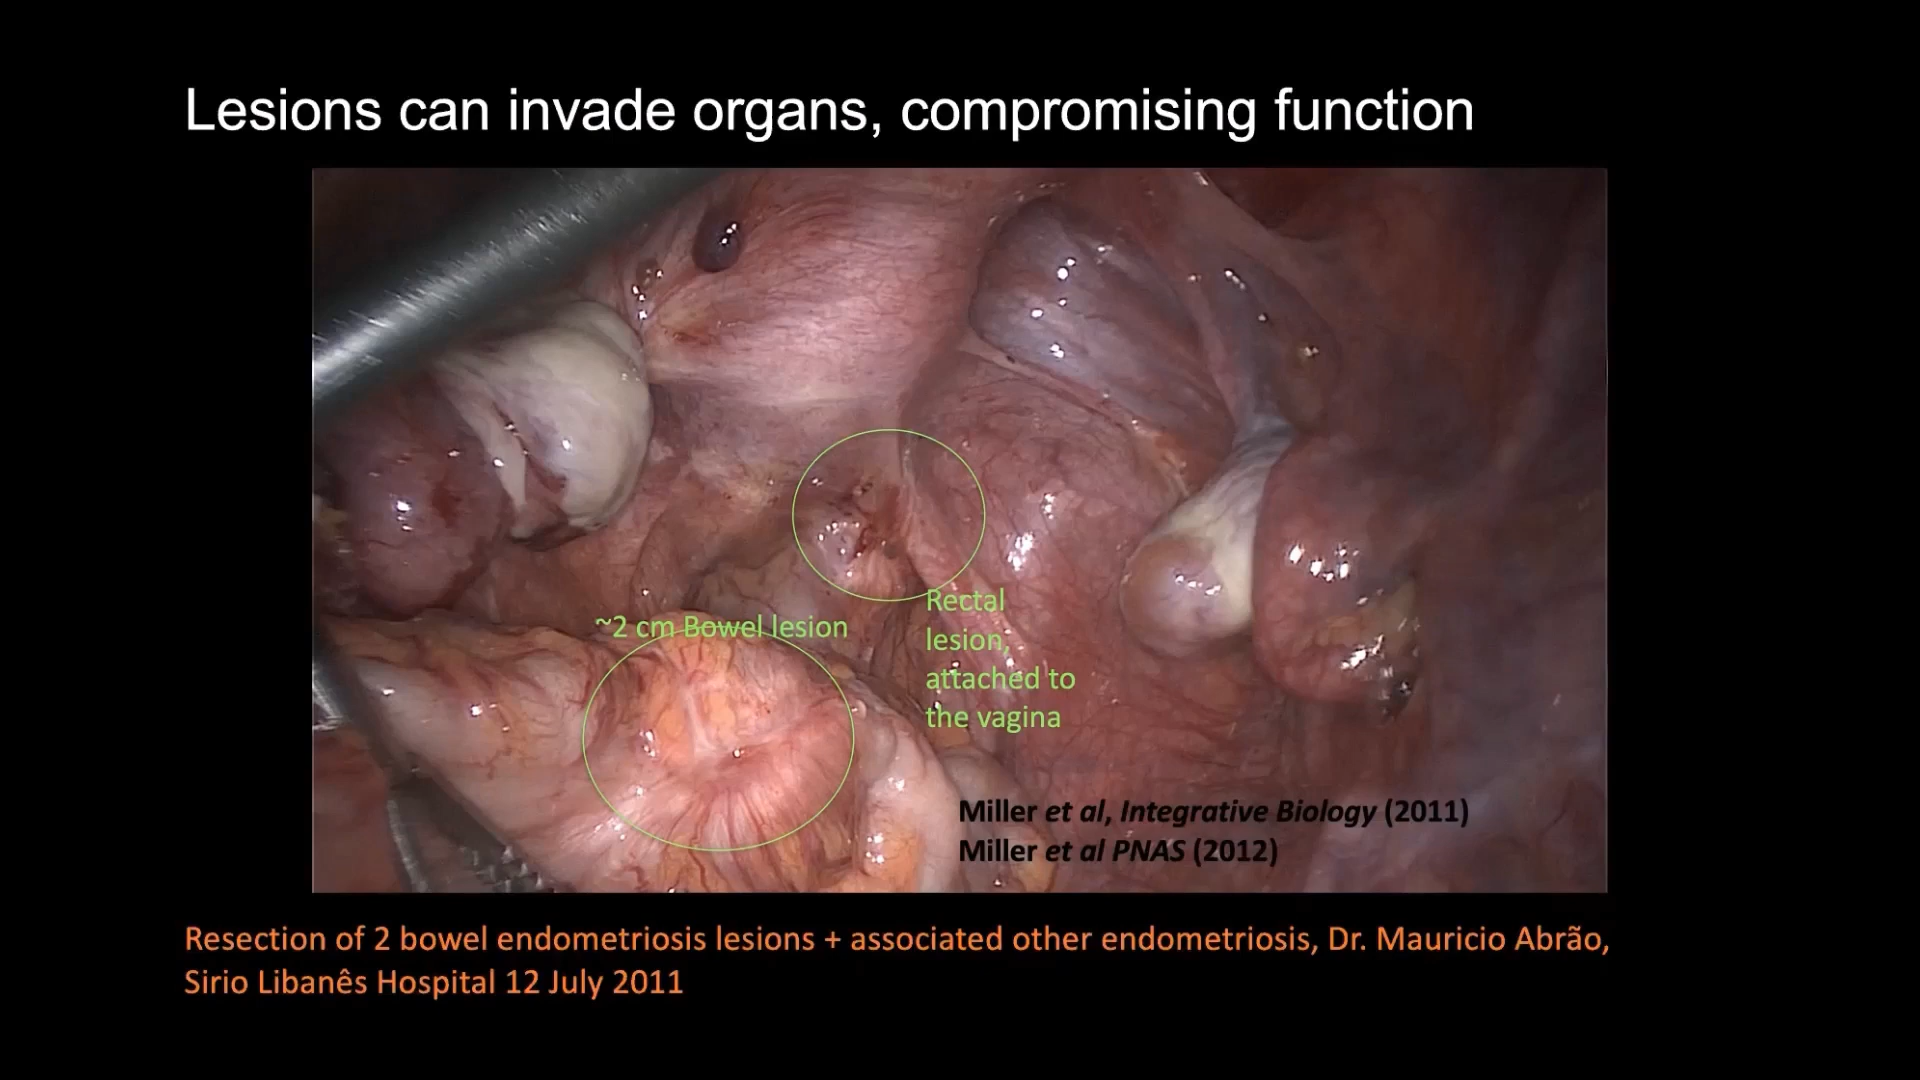 Lesions can invade organs, compromising function
~2 cm Bowel lesion
Rectal
lesion,
attached to
the vagina
Miller et al, Integrative Biology (2011)
Miller et al PNAS (2012)
Resection of 2 bowel endometriosis lesions + associated other endometriosis, Dr. Mauricio Abrão,
Sirio Libanês Hospital 12 July 2011